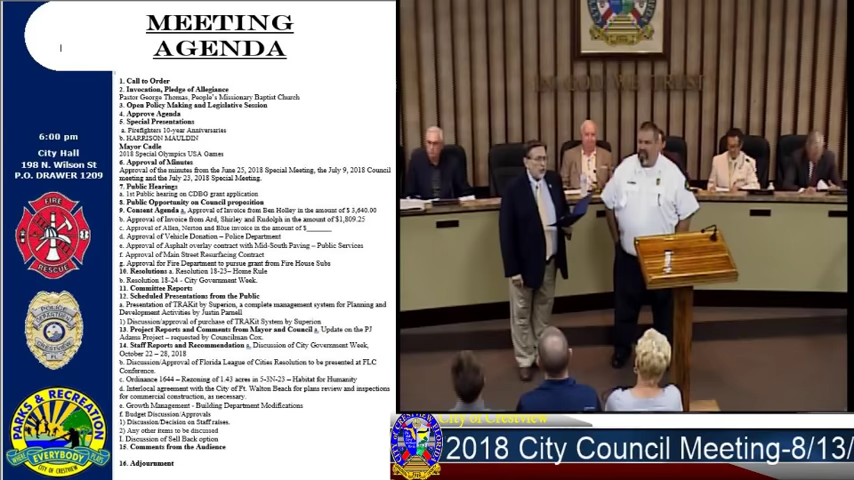 MEETING
AGENDA
6:00 pm
City Hall
198 N. Wilson St
P.O. DRAWER 1209
FIRE
RESCUE
PARKS & RECREATION
EVERYBODY
CITY OF CRESTVIEW
1. Call to Order
2. Invocation, Pledge of Allegiance
Pastor George Thomas, People's Missionary Baptist Church
3. Open Policy Making and Legislative Session
4. Approve Agenda
5. Special Presentations
a. Firefighters 10-year Anniversaries
b. HARRISON MAULDIN
Mayor Cadle
2018 Special Olympics USA Games
6. Approval of Minutes
Approval of the minutes from the June 25, 2018 Special Meeting, the July 9, 2018 Council
meeting and the July 23, 2018 Special Meeting.
7. Public Hearings
a. 1st Public hearing on CDBG grant application
8. Public Opportunity on Council proposition
9. Consent Agenda a. Approval of Invoice from Ben Holley in the amount of $ 3,640.00
b. Approval of Invoice from Ard, Shirley and Rudolph in the amount of $1,809.25
c. Approval of Allen, Norton and Blue invoice in the amount of $______
d. Approval of Vehicle Donation – Police Department
e. Approval of Asphalt overlay contract with Mid-South Paving – Public Services
f. Approval of Main Street Resurfacing Contract
g. Approval for Fire Department to pursue grant from Fire House Subs
10. Resolutions a. Resolution 18-23– Home Rule
b. Resolution 18-24 - City Government Week.
11. Committee Reports
12. Scheduled Presentations from the Public
a. Presentation of TRAKit by Superion, a complete management system for Planning and
Development Activities by Justin Parnell
1) Discussion/approval of purchase of TRAKit System by Superion
13. Project Reports and Comments from Mayor and Council a. Update on the PJ
Adams Project – requested by Councilman Cox.
14. Staff Reports and Recommendation a. Discussion of City Government Week,
October 22 – 28, 2018
b. Discussion/Approval of Florida League of Cities Resolution to be presented at FLC
Conference.
c. Ordinance 1644 – Rezoning of 1.43 acres in 5-3N-23 – Habitat for Humanity
d. Interlocal agreement with the City of Ft. Walton Beach for plans review and inspections
for commercial construction, as necessary.
e. Growth Management - Building Department Modifications
f. Budget Discussion/Approvals
1) Discussion/Decision on Staff raises.
2) Any other items to be discussed
I. Discussion of Sell Back option
15. Comments from the Audience
16. Adjournment
IN GOD WE TRUST
City of Crestview
2018 City Council Meeting-8/13/